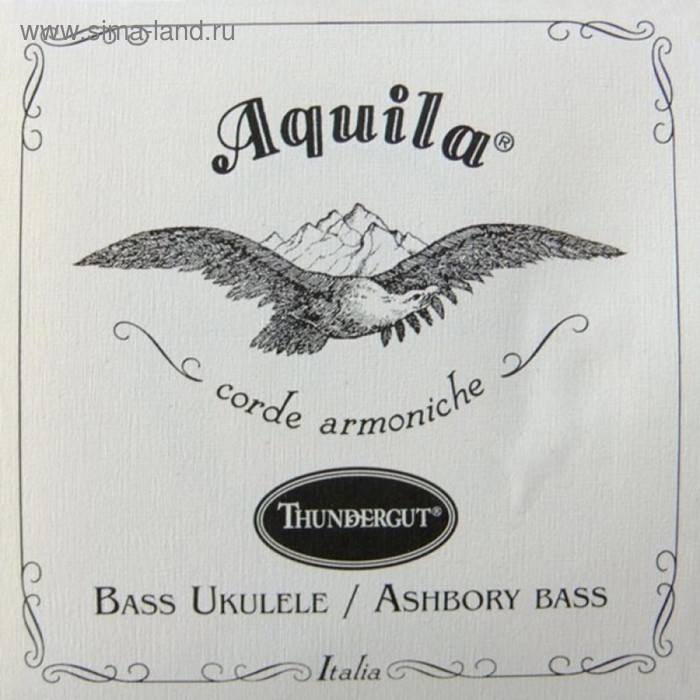 www.sima-land.ru
Aquila®
corde armoniche
THUNDERGUT®
BASS UKULELE / ASHBORY BASS
Italia